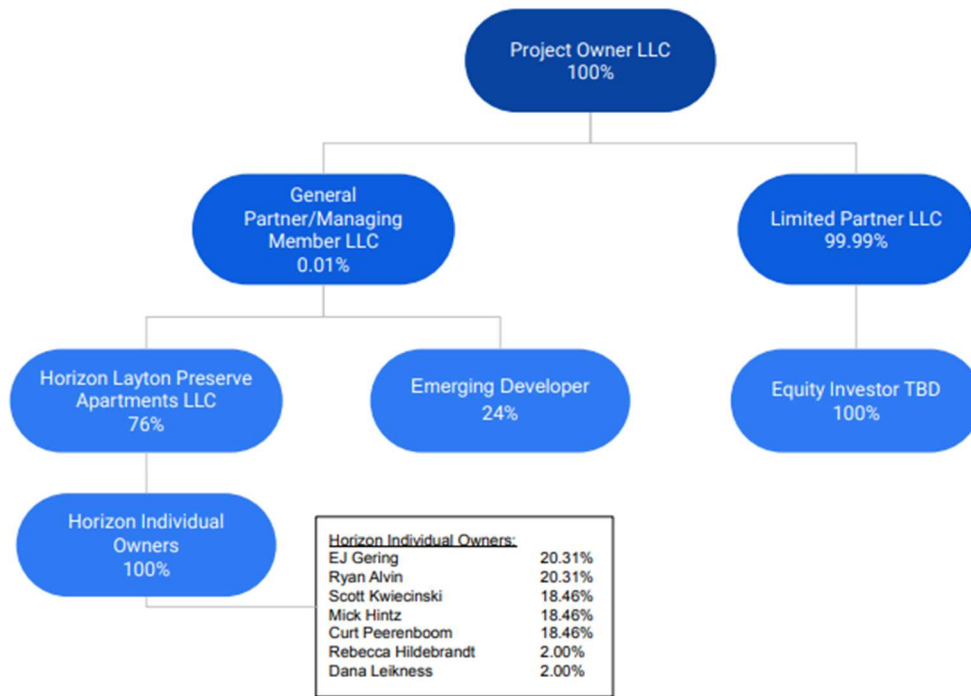 Project Owner LLC
100%
General
Partner/Managing
Member LLC
0.01%
Limited Partner LLC
99.99%
Horizon Layton Preserve
Apartments LLC
76%
Emerging Developer
24%
Equity Investor TBD
100%
Horizon Individual
Owners
100%
Horizon Individual Owners:
EJ Gering 20.31%
Ryan Alvin 20.31%
Scott Kwiecinski 18.46%
Mick Hintz 18.46%
Curt Peerenboom 18.46%
Rebecca Hildebrandt 2.00%
Dana Leikness 2.00%